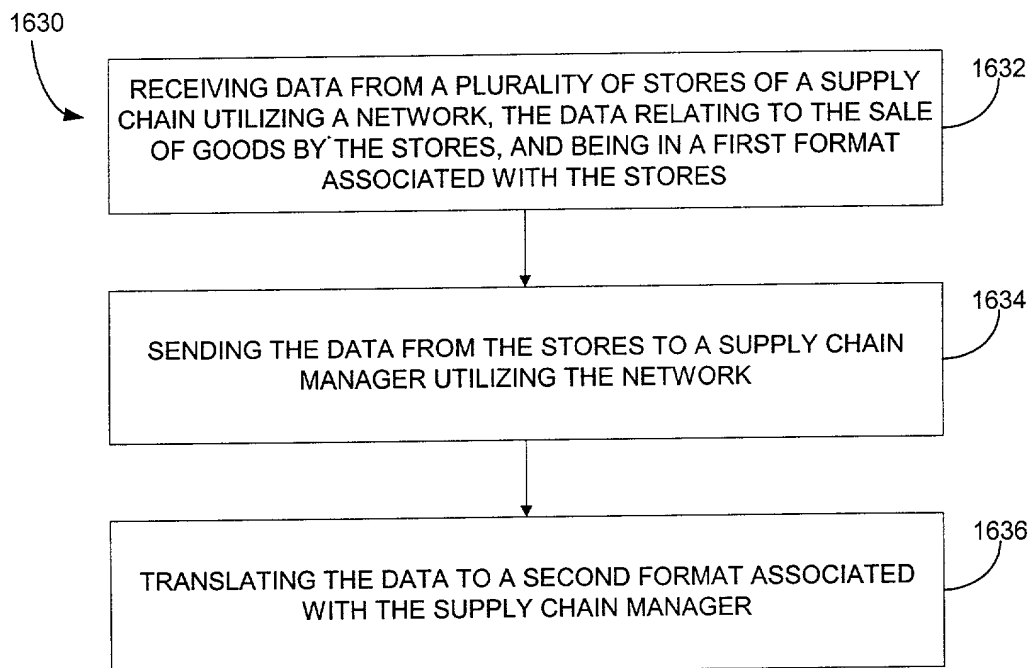 1630
RECEIVING DATA FROM A PLURALITY OF STORES OF A SUPPLY
CHAIN UTILIZING A NETWORK, THE DATA RELATING TO THE SALE
OF GOODS BY THE STORES, AND BEING IN A FIRST FORMAT
ASSOCIATED WITH THE STORES
1632
SENDING THE DATA FROM THE STORES TO A SUPPLY CHAIN
MANAGER UTILIZING THE NETWORK
1634
TRANSLATING THE DATA TO A SECOND FORMAT ASSOCIATED
WITH THE SUPPLY CHAIN MANAGER
1636